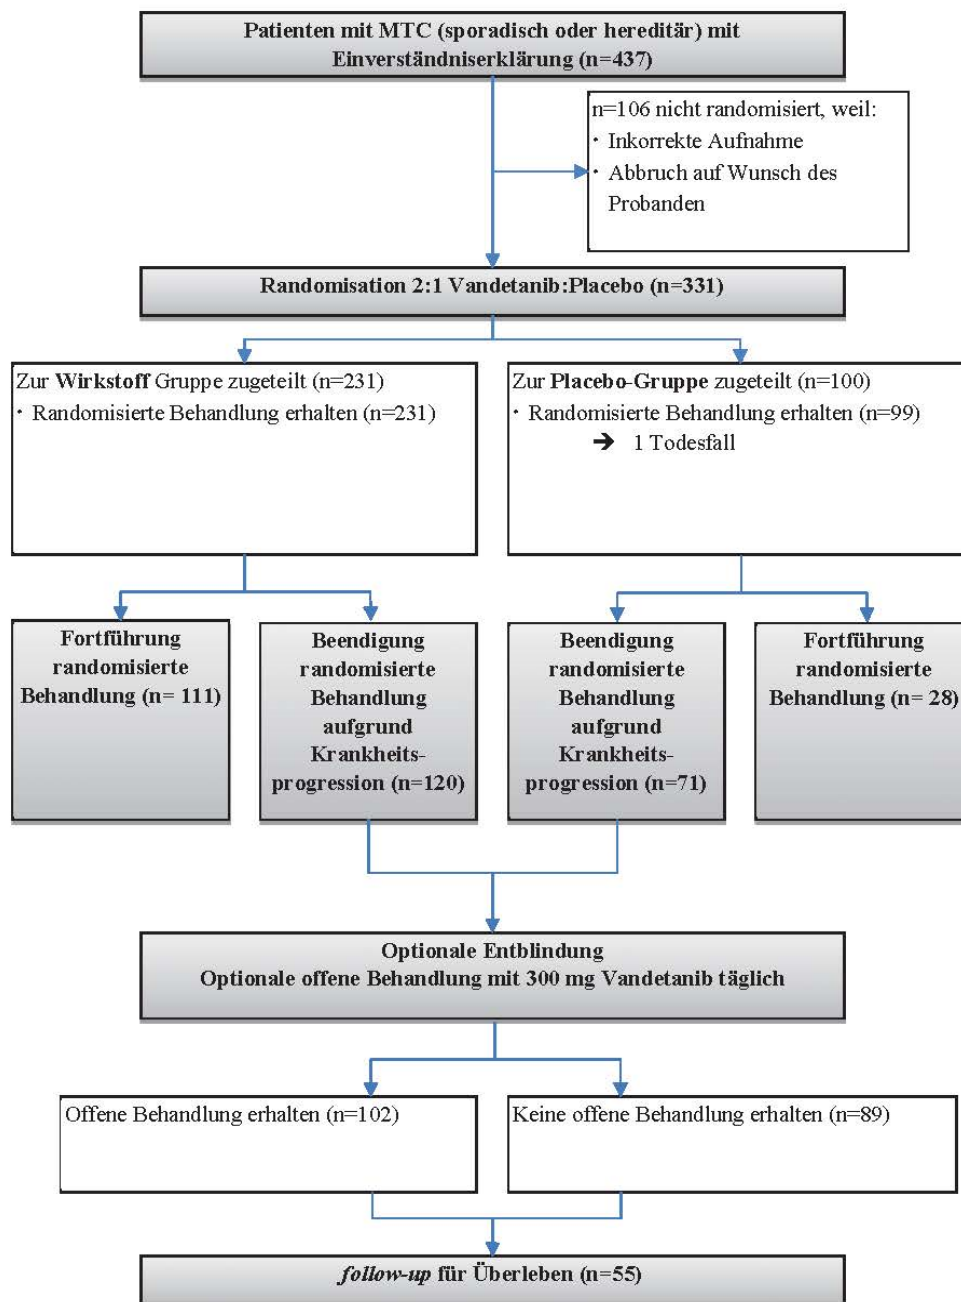 Patienten mit MTC (sporadisch oder hereditär) mit
Einverständniserklärung (n=437)
n=106 nicht randomisiert, weil:
· Inkorrekte Aufnahme
· Abbruch auf Wunsch des
Probanden
Randomisation 2:1 Vandetanib:Placebo (n=331)
Zur Wirkstoff Gruppe zugeteilt (n=231)
· Randomisierte Behandlung erhalten (n=231)
Zur Placebo-Gruppe zugeteilt (n=100)
· Randomisierte Behandlung erhalten (n=99)
➔ 1 Todesfall
Fortführung
randomisierte
Behandlung (n= 111)
Beendigung
randomisierte
Behandlung
aufgrund
Krankheits-
progression (n=120)
Beendigung
randomisierte
Behandlung
aufgrund
Krankheits-
progression (n=71)
Fortführung
randomisierte
Behandlung (n= 28)
Optionale Entblindung
Optionale offene Behandlung mit 300 mg Vandetanib täglich
Offene Behandlung erhalten (n=102)
Keine offene Behandlung erhalten (n=89)
follow-up für Überleben (n=55)